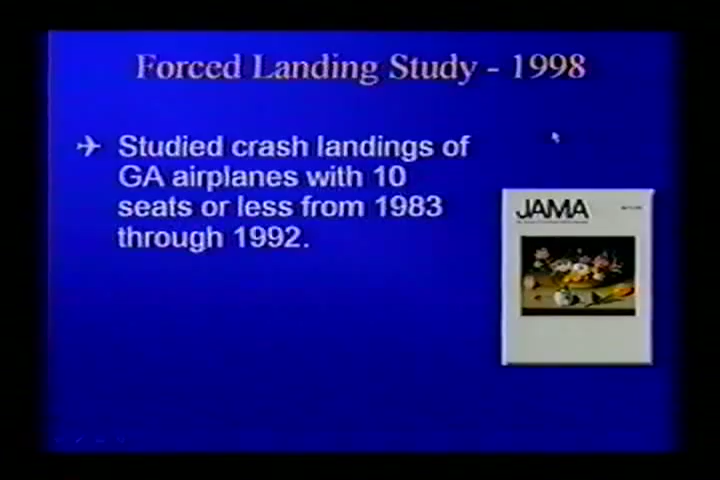 Forced Landing Study - 1998
Studied crash landings of
GA airplanes with 10
seats or less from 1983
through 1992.
JAMA